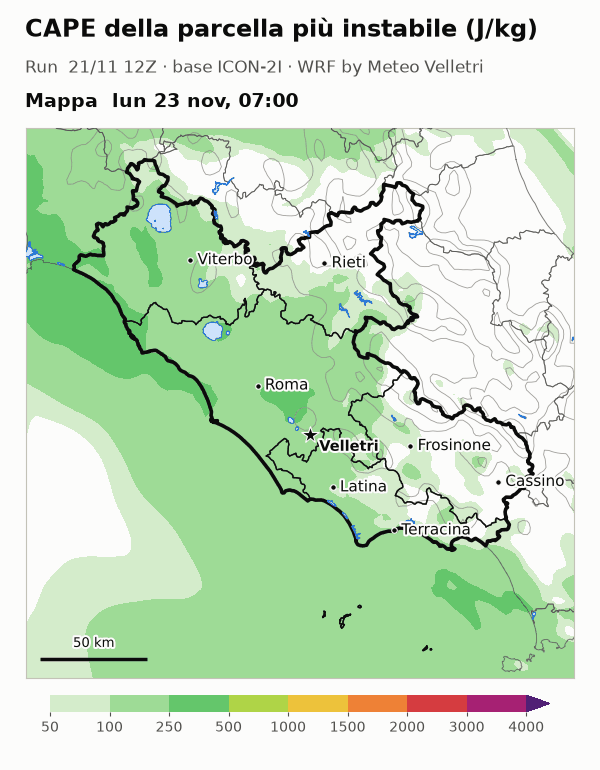 CAPE della parcella più instabile (J/kg)
Run  21/11 12Z · base ICON-2I · WRF by Meteo Velletri
Mappa  lun 23 nov, 07:00
Viterbo
Rieti
Roma
Velletri
Frosinone
Cassino
Latina
Terracina
50 km
50 100 250 500 1000 1500 2000 3000 4000